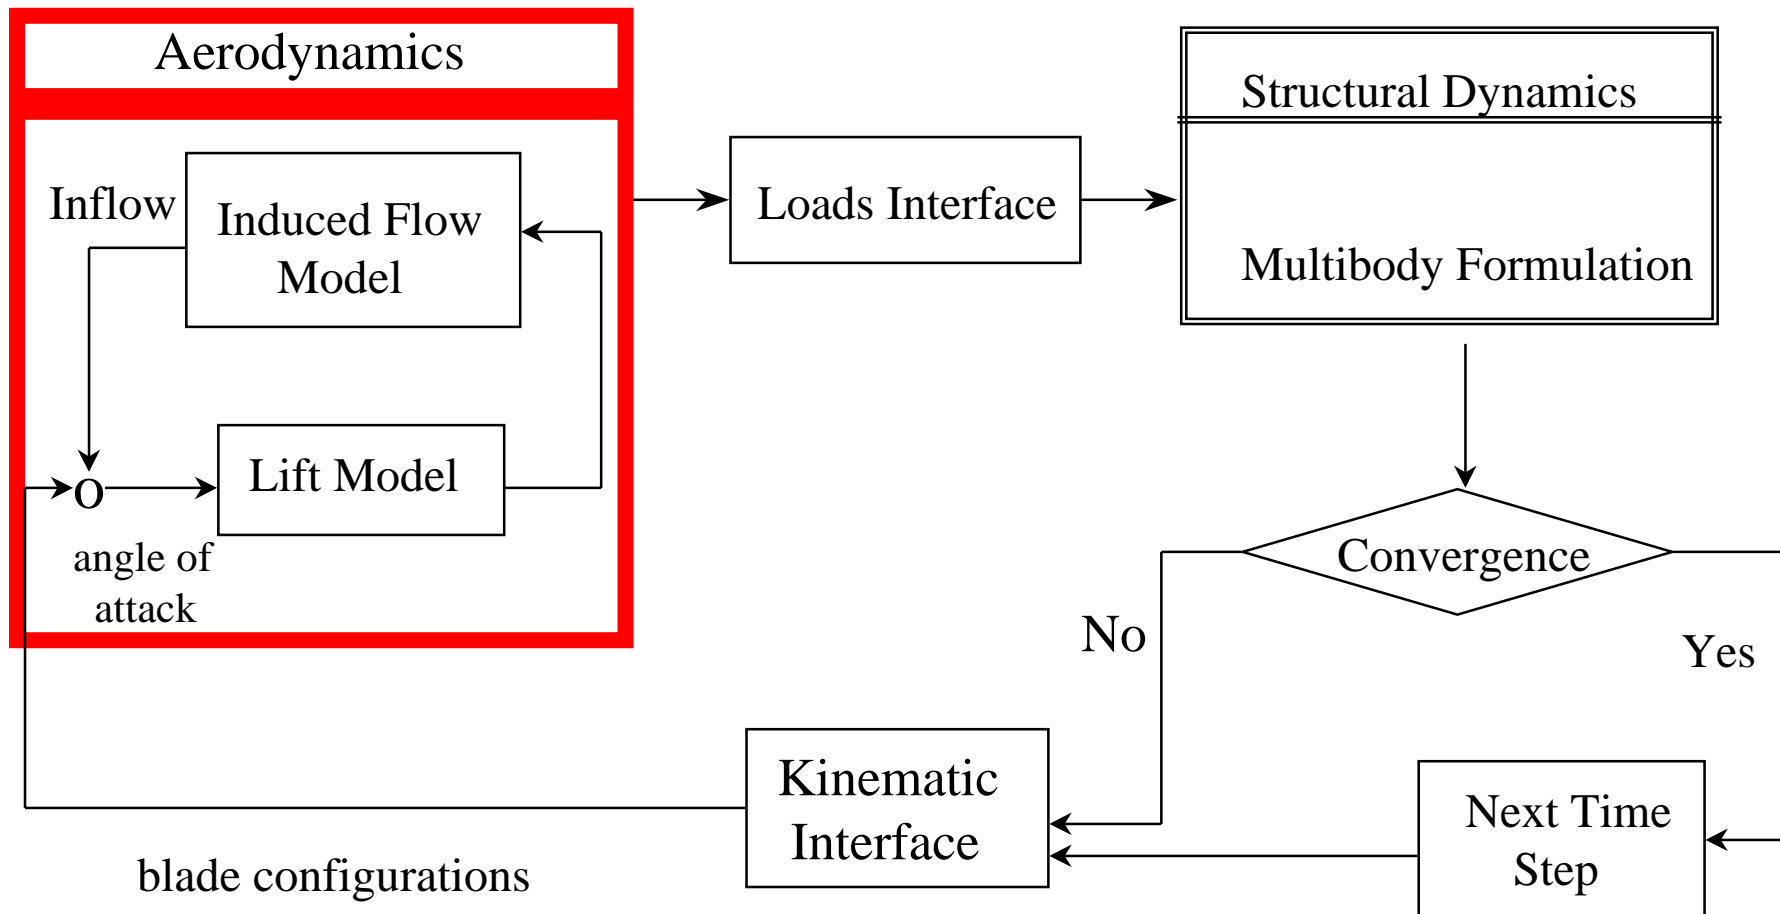 Aerodynamics
Inflow
Induced Flow
Model
Lift Model
o
angle of
attack
Loads Interface
Structural Dynamics
Multibody Formulation
Convergence
No
Yes
Kinematic
Interface
Next Time
Step
blade configurations